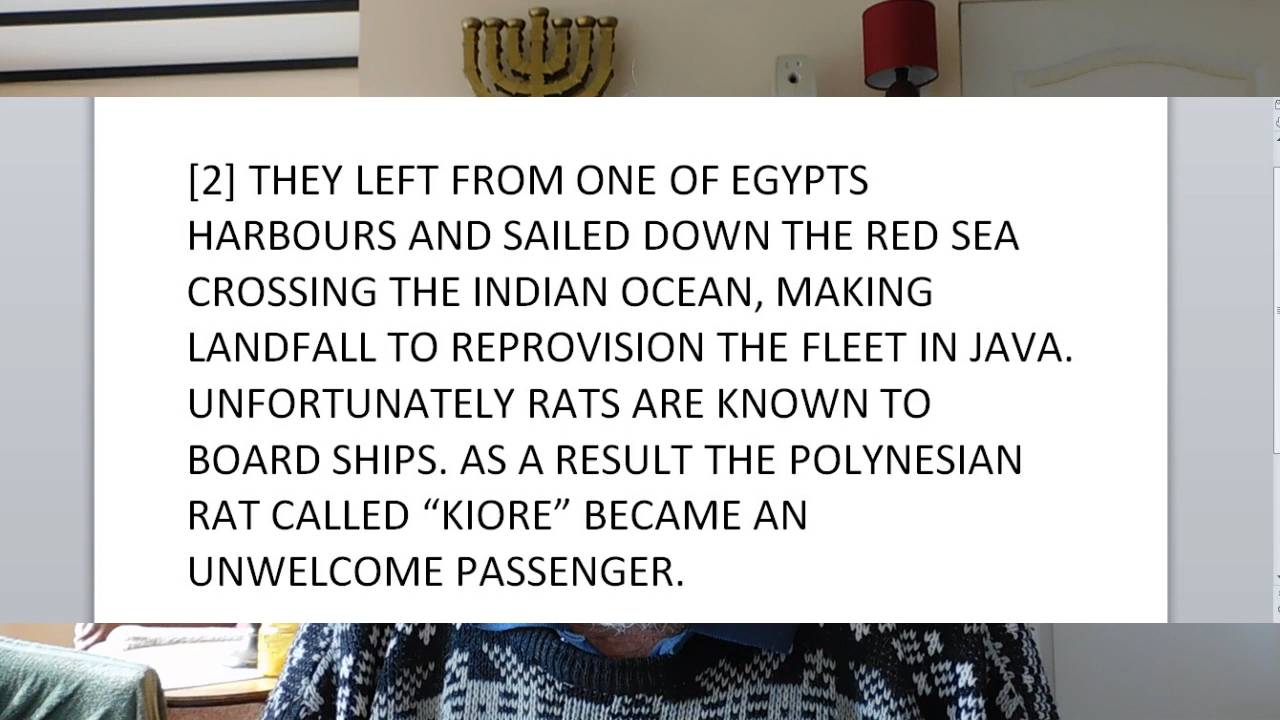 [2] THEY LEFT FROM ONE OF EGYPTS
HARBOURS AND SAILED DOWN THE RED SEA
CROSSING THE INDIAN OCEAN, MAKING
LANDFALL TO REPROVISION THE FLEET IN JAVA.
UNFORTUNATELY RATS ARE KNOWN TO
BOARD SHIPS. AS A RESULT THE POLYNESIAN
RAT CALLED “KIORE” BECAME AN
UNWELCOME PASSENGER.